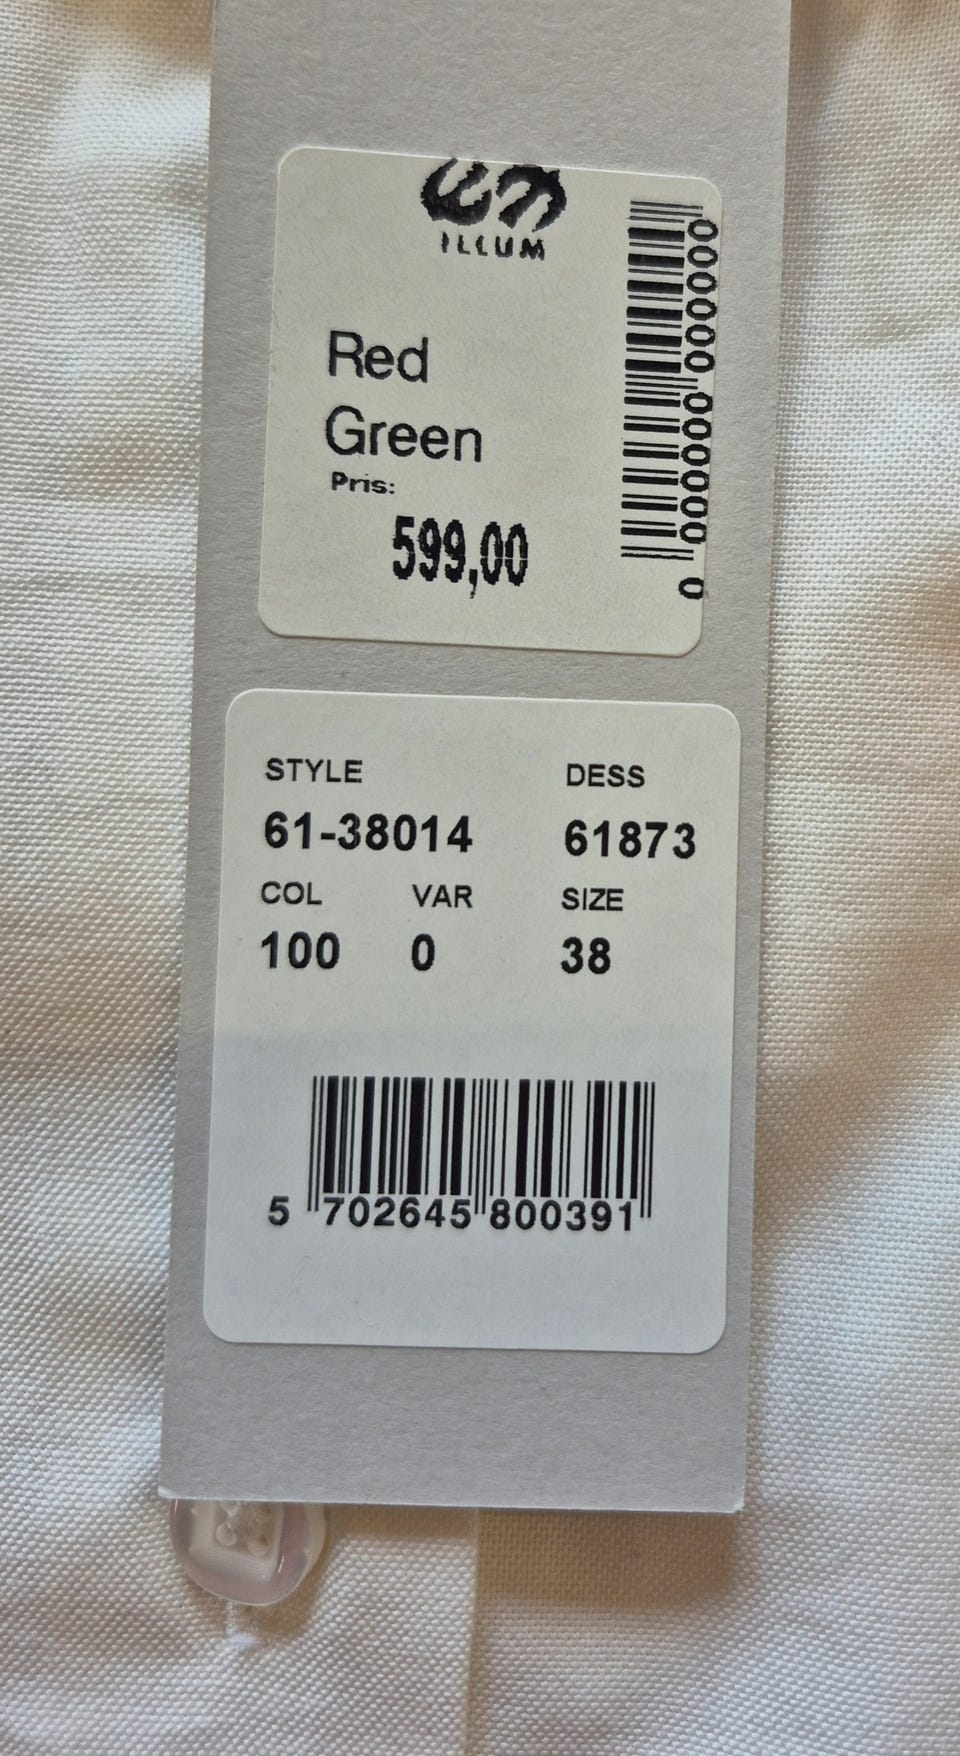 ILLUM
Red
Green
Pris:
599,00
000000 000000 0
STYLE DESS
61-38014 61873
COL VAR SIZE
100 0 38
5 702645 800391